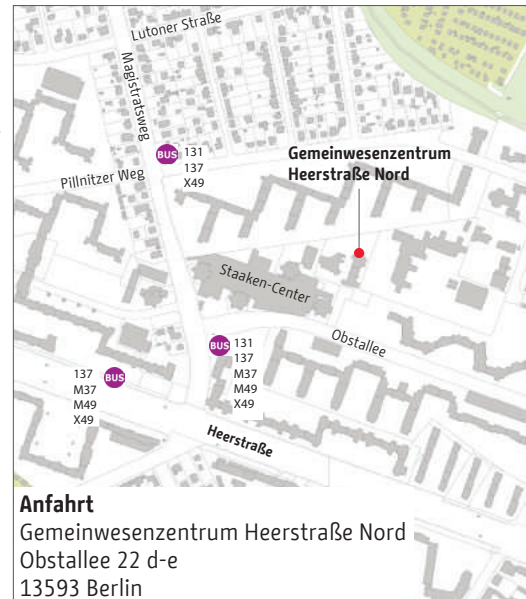 Lutoner Straße
Magistratsweg
BUS 131
137
X49
Pillnitzer Weg
Gemeinwesenzentrum
Heerstraße Nord
Staaken-Center
Obstallee
BUS 131
137
M37
M49
X49
137 BUS
M37
M49
X49
Heerstraße
Anfahrt
Gemeinwesenzentrum Heerstraße Nord
Obstallee 22 d-e
13593 Berlin